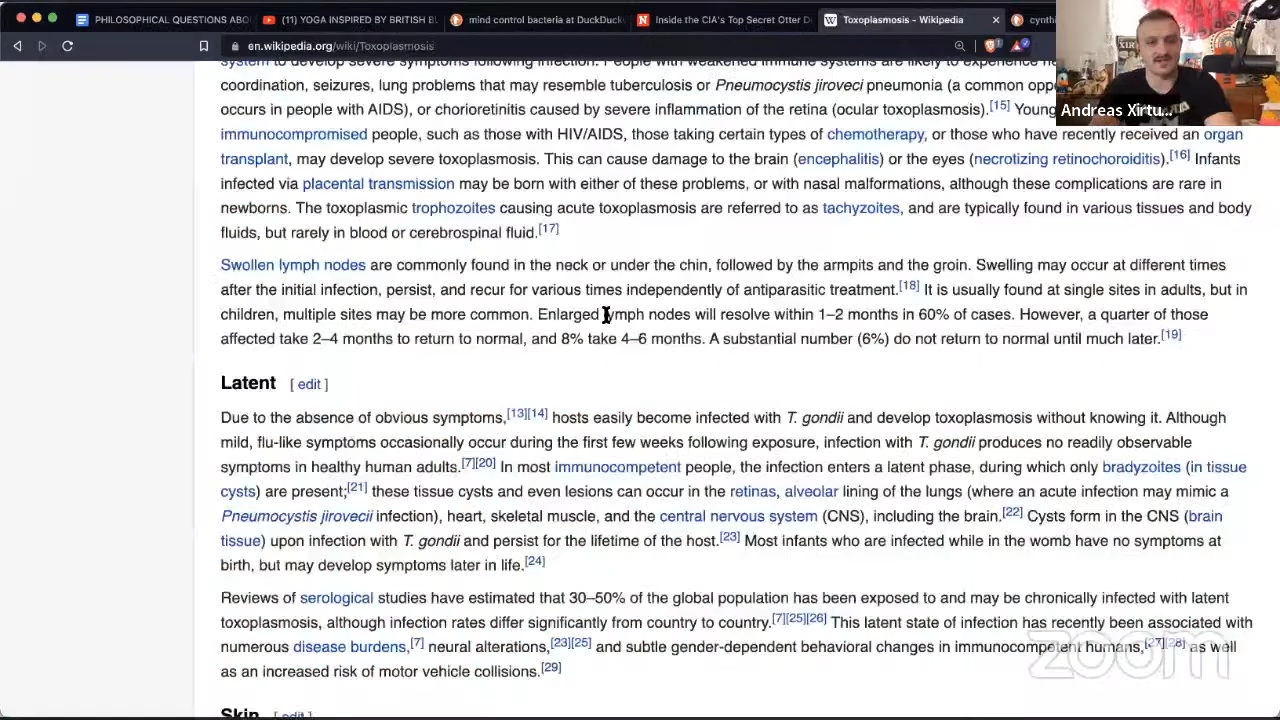 PHILOSOPHICAL QUESTIONS ABO
(11) YOGA INSPIRED BY BRITISH BU
mind control bacteria at DuckDuck
Inside the CIA's Top Secret Otter D
Toxoplasmosis - Wikipedia
en.wikipedia.org/wiki/Toxoplasmosis
Andreas Xirtu...
system to develop severe symptoms following infection. People with weakened immune systems are likely to experience
coordination, seizures, lung problems that may resemble tuberculosis or Pneumocystis jiroveci pneumonia (a common opp
occurs in people with AIDS), or chorioretinitis caused by severe inflammation of the retina (ocular toxoplasmosis).[15] Young
immunocompromised people, such as those with HIV/AIDS, those taking certain types of chemotherapy, or those who have recently received an organ
transplant, may develop severe toxoplasmosis. This can cause damage to the brain (encephalitis) or the eyes (necrotizing retinochoroiditis).[16] Infants
infected via placental transmission may be born with either of these problems, or with nasal malformations, although these complications are rare in
newborns. The toxoplasmic trophozoites causing acute toxoplasmosis are referred to as tachyzoites, and are typically found in various tissues and body
fluids, but rarely in blood or cerebrospinal fluid.[17]
Swollen lymph nodes are commonly found in the neck or under the chin, followed by the armpits and the groin. Swelling may occur at different times
after the initial infection, persist, and recur for various times independently of antiparasitic treatment.[18] It is usually found at single sites in adults, but in
children, multiple sites may be more common. Enlarged lymph nodes will resolve within 1–2 months in 60% of cases. However, a quarter of those
affected take 2–4 months to return to normal, and 8% take 4–6 months. A substantial number (6%) do not return to normal until much later.[19]
Latent [ edit ]
Due to the absence of obvious symptoms,[13][14] hosts easily become infected with T. gondii and develop toxoplasmosis without knowing it. Although
mild, flu-like symptoms occasionally occur during the first few weeks following exposure, infection with T. gondii produces no readily observable
symptoms in healthy human adults.[7][20] In most immunocompetent people, the infection enters a latent phase, during which only bradyzoites (in tissue
cysts) are present;[21] these tissue cysts and even lesions can occur in the retinas, alveolar lining of the lungs (where an acute infection may mimic a
Pneumocystis jirovecii infection), heart, skeletal muscle, and the central nervous system (CNS), including the brain.[22] Cysts form in the CNS (brain
tissue) upon infection with T. gondii and persist for the lifetime of the host.[23] Most infants who are infected while in the womb have no symptoms at
birth, but may develop symptoms later in life.[24]
Reviews of serological studies have estimated that 30–50% of the global population has been exposed to and may be chronically infected with latent
toxoplasmosis, although infection rates differ significantly from country to country.[7][25][26] This latent state of infection has recently been associated with
numerous disease burdens,[7] neural alterations,[23][25] and subtle gender-dependent behavioral changes in immunocompetent humans,[27][28] as well
as an increased risk of motor vehicle collisions.[29]
zoom
Skin [ edit ]